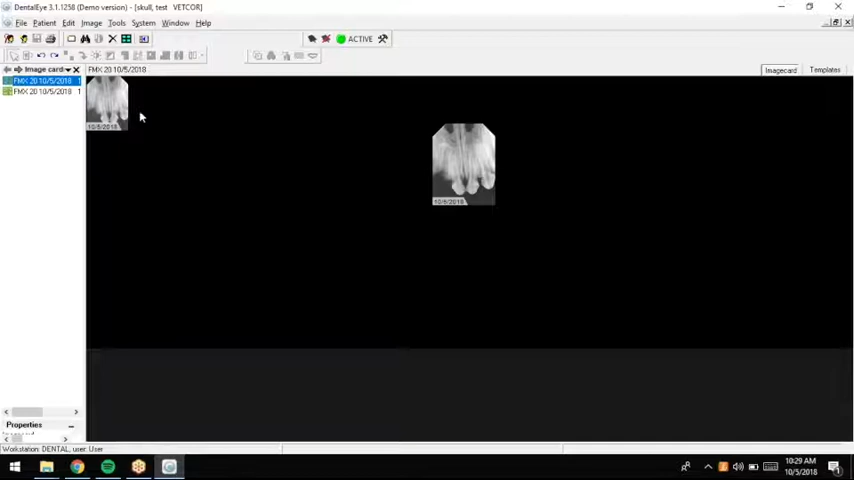 DentalEye 3.1.1258 (Demo version) - [skull, test   VETCOR]
File Patient Edit Image Tools System Window Help
ACTIVE
Image card
FMX 20 10/5/2018
Imagecard Templates
FMX 20 10/5/2018 1
FMX 20 10/5/2018 1
10/5/2018
10/5/2018
Properties
Workstation: DENTAL, user: User
10:29 AM
10/5/2018